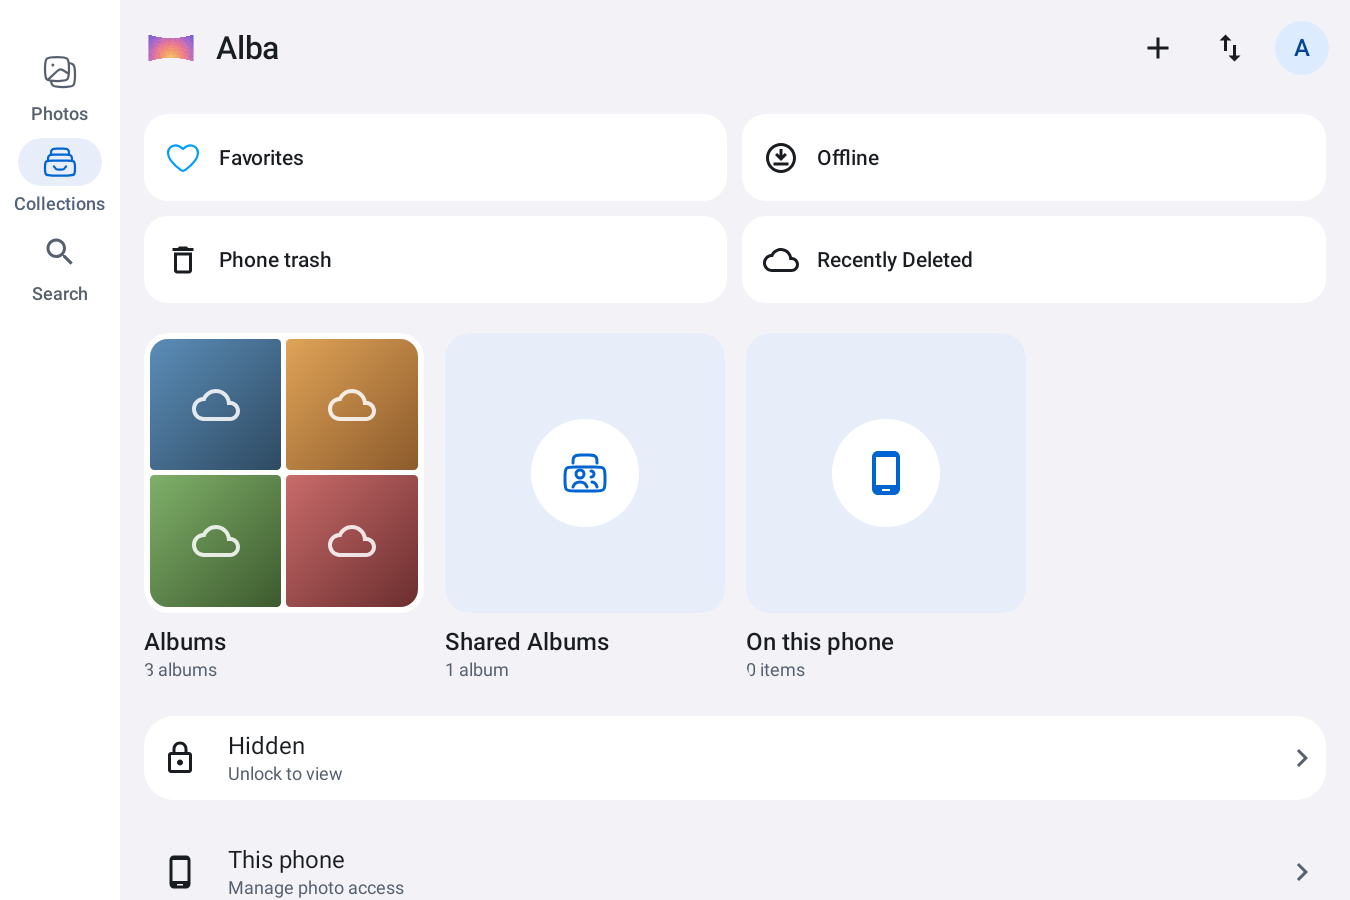 Alba
A
Photos
Collections
Search
Favorites
Offline
Phone trash
Recently Deleted
Albums
3 albums
Shared Albums
1 album
On this phone
0 items
Hidden
Unlock to view
This phone
Manage photo access